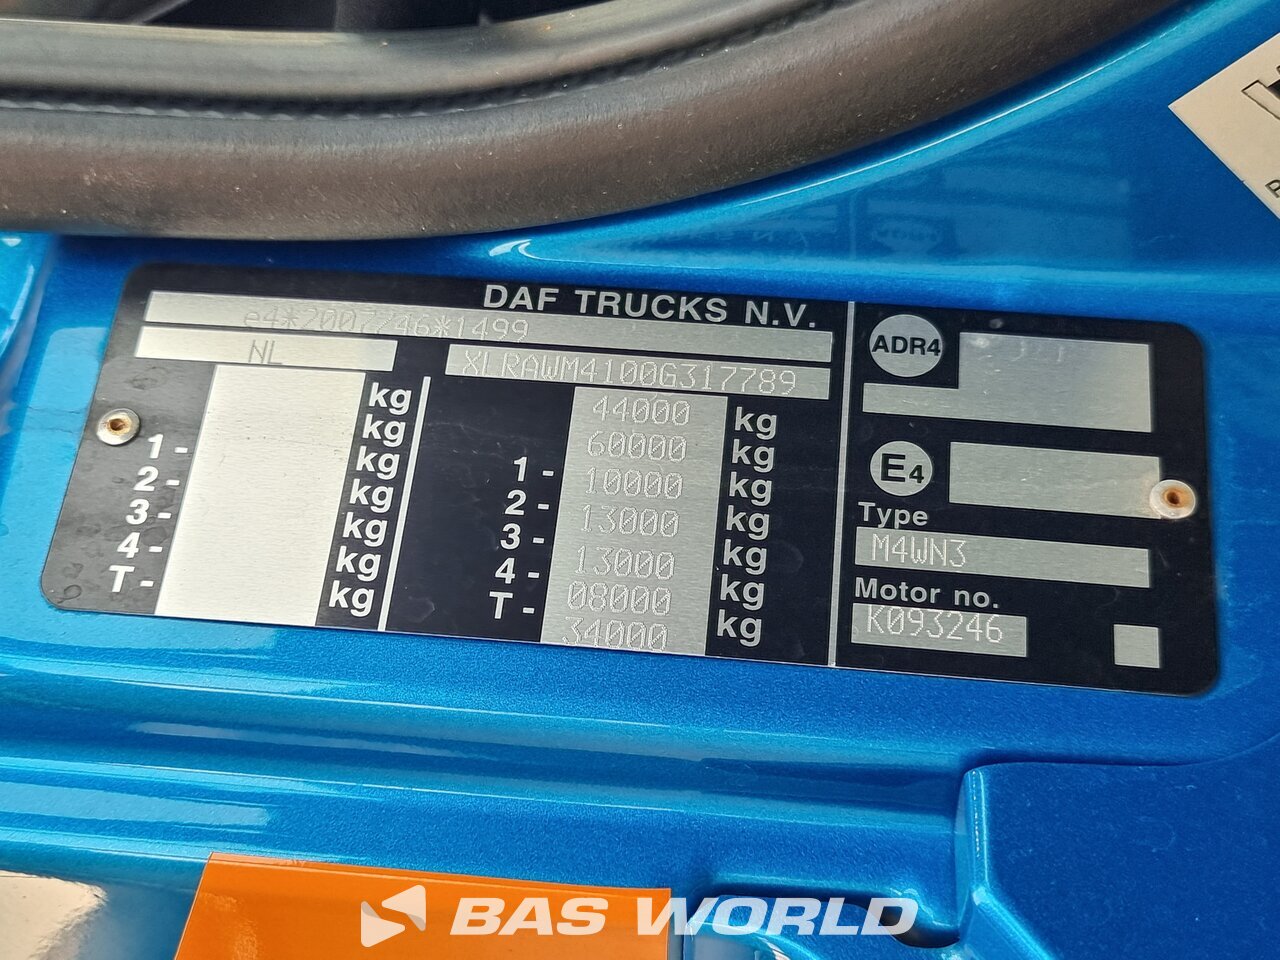 DAF TRUCKS N.V.
e4*2007/46*1499
NL
XLRAWM4100G317789
kg
kg
1- kg
2- kg
3- kg
4- kg
T- kg
44000 kg
60000 kg
1- 10000 kg
2- 13000 kg
3- 13000 kg
4- 08000 kg
T- 34000 kg
ADR4
E4
Type
M4WN3
Motor no.
K093246
BAS WORLD